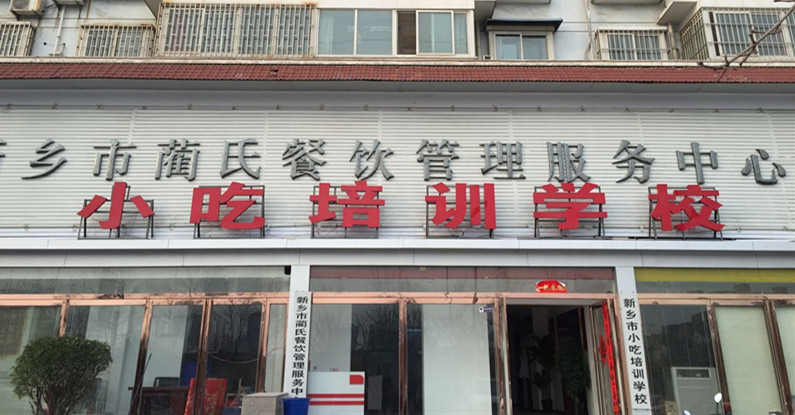 新乡市蔺氏餐饮管理服务中心
小吃培训学校
新乡市蔺氏餐饮管理服务中
新乡市小吃培训学校